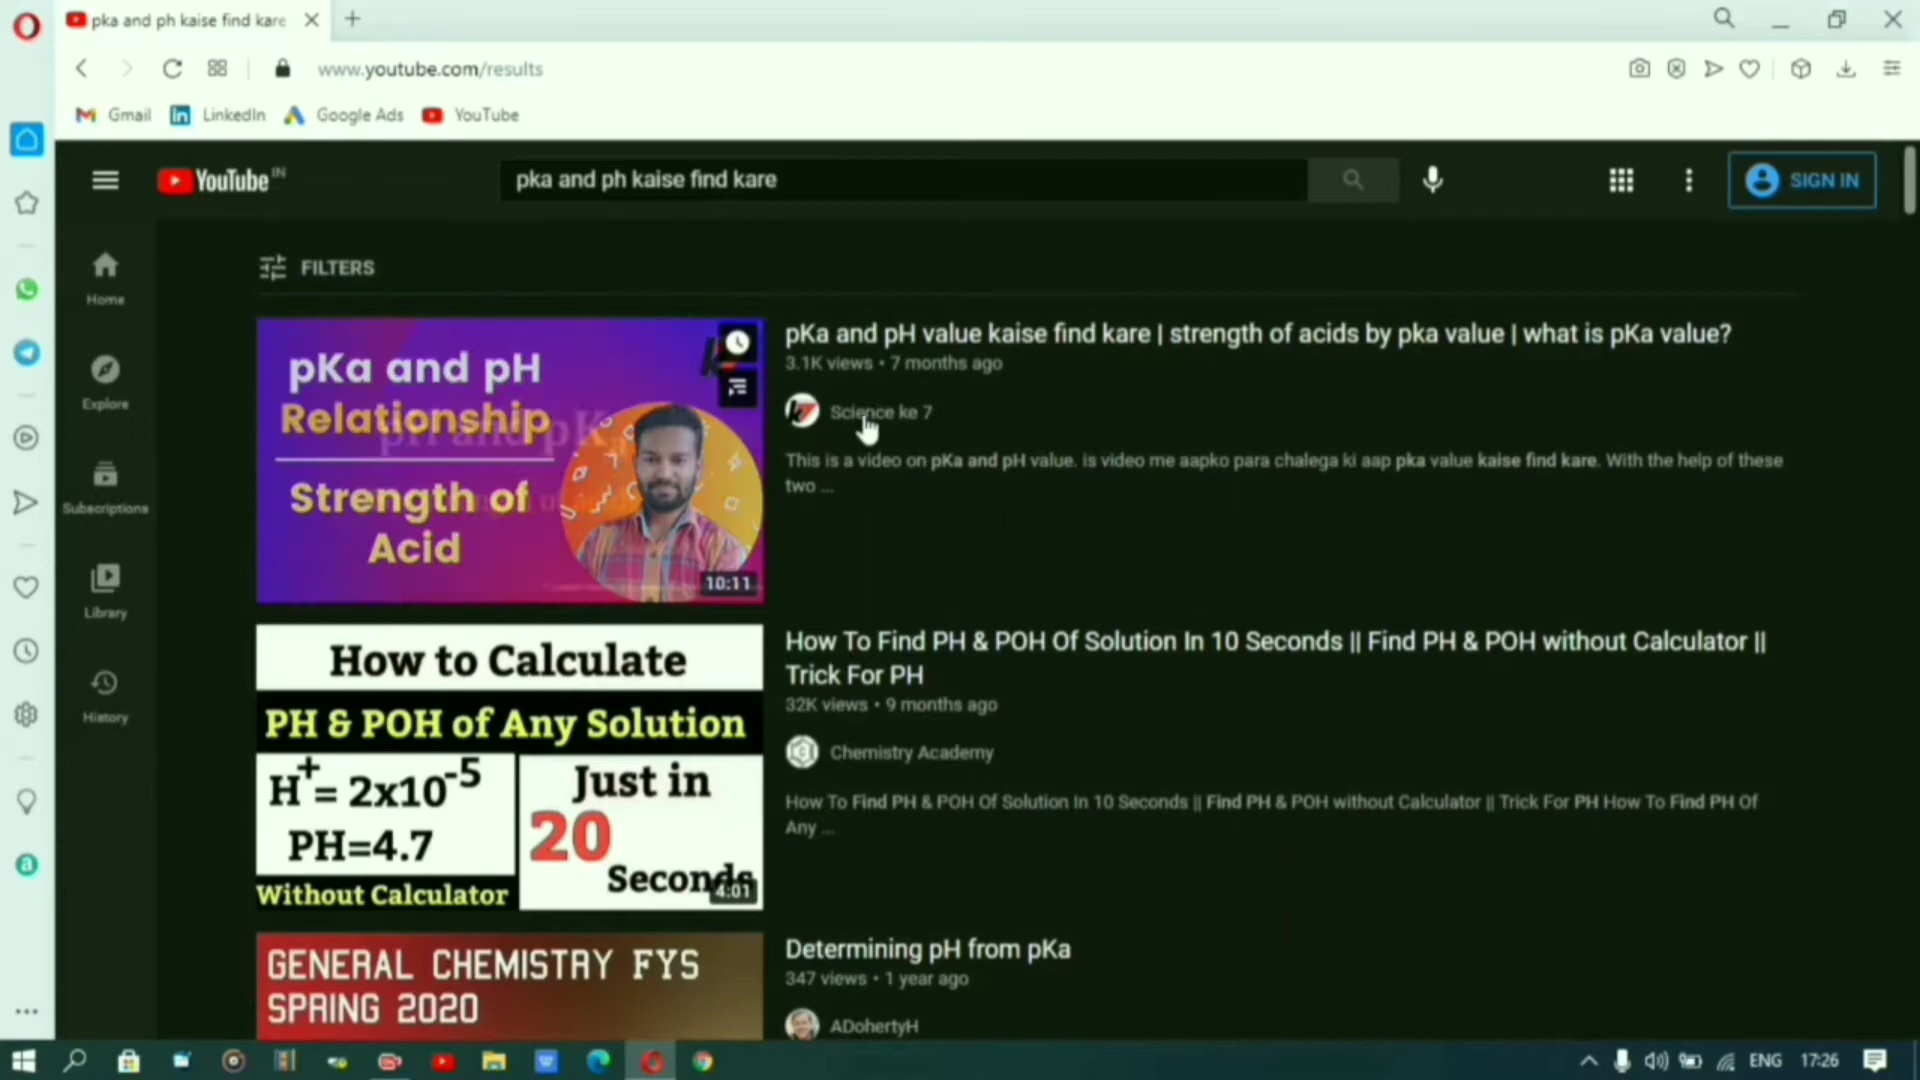 pka and ph kaise find kare
www.youtube.com/results
Gmail LinkedIn Google Ads YouTube
YouTube IN
pka and ph kaise find kare
SIGN IN
FILTERS
Home
Explore
Subscriptions
Library
History
pKa and pH
Relationship
Strength of
Acid
10:11
pKa and pH value kaise find kare | strength of acids by pka value | what is pKa value?
3.1K views • 7 months ago
Science ke 7
This is a video on pKa and pH value. is video me aapko para chalega ki aap pka value kaise find kare. With the help of these
two ...
How to Calculate
PH & POH of Any Solution
H+= 2x10-5
PH=4.7
Without Calculator
Just in
20
Seconds
4:01
How To Find PH & POH Of Solution In 10 Seconds || Find PH & POH without Calculator ||
Trick For PH
32K views • 9 months ago
Chemistry Academy
How To Find PH & POH Of Solution In 10 Seconds || Find PH & POH without Calculator || Trick For PH How To Find PH Of
Any ...
GENERAL CHEMISTRY FYS
SPRING 2020
Determining pH from pKa
347 views • 1 year ago
ADohertyH
ENG 17:26